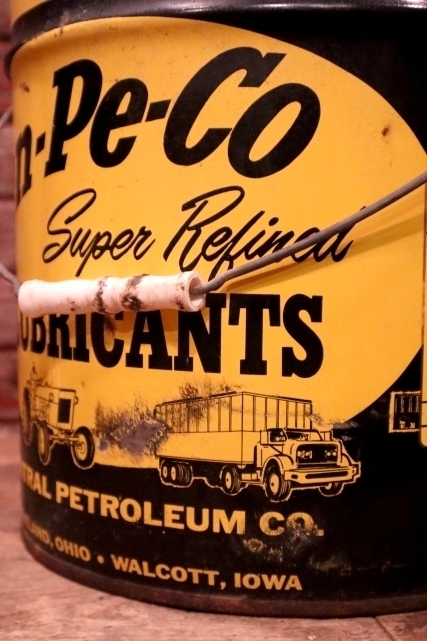 n-Pe-Co
Super Refined
UBRICANTS
TRAL PETROLEUM CO.
LAND, OHIO • WALCOTT, IOWA